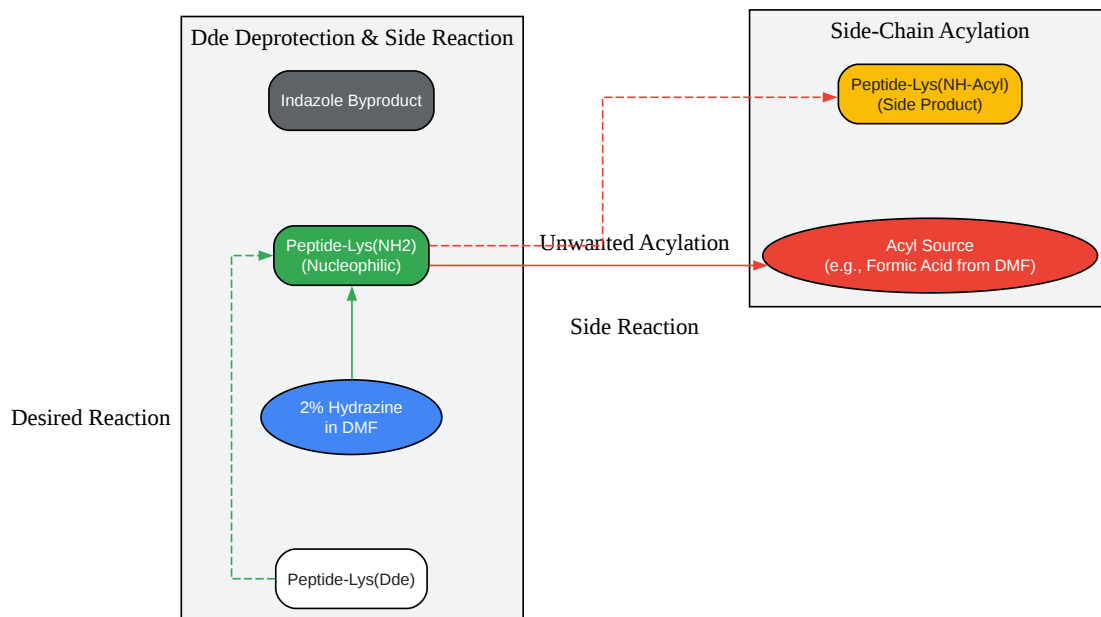 Dde Deprotection & Side Reaction
Side-Chain Acylation
Indazole Byproduct
Peptide-Lys(NH-Acyl)
(Side Product)
Peptide-Lys(NH2)
(Nucleophilic)
Unwanted Acylation
Acyl Source
(e.g., Formic Acid from DMF)
Side Reaction
Desired Reaction
2% Hydrazine
in DMF
Peptide-Lys(Dde)